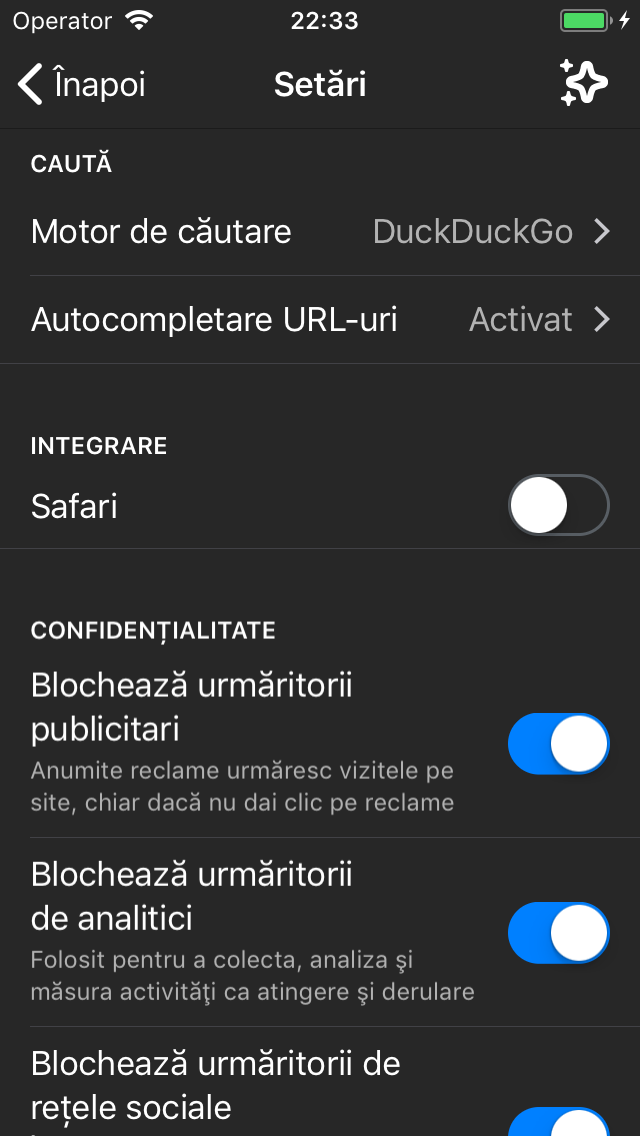 Operator
22:33
Înapoi
Setări
CAUTĂ
Motor de căutare
DuckDuckGo
Autocompletare URL-uri
Activat
INTEGRARE
Safari
CONFIDENȚIALITATE
Blochează urmăritorii
publicitari
Anumite reclame urmăresc vizitele pe
site, chiar dacă nu dai clic pe reclame
Blochează urmăritorii
de analitici
Folosit pentru a colecta, analiza şi
măsura activităţi ca atingere şi derulare
Blochează urmăritorii de
rețele sociale